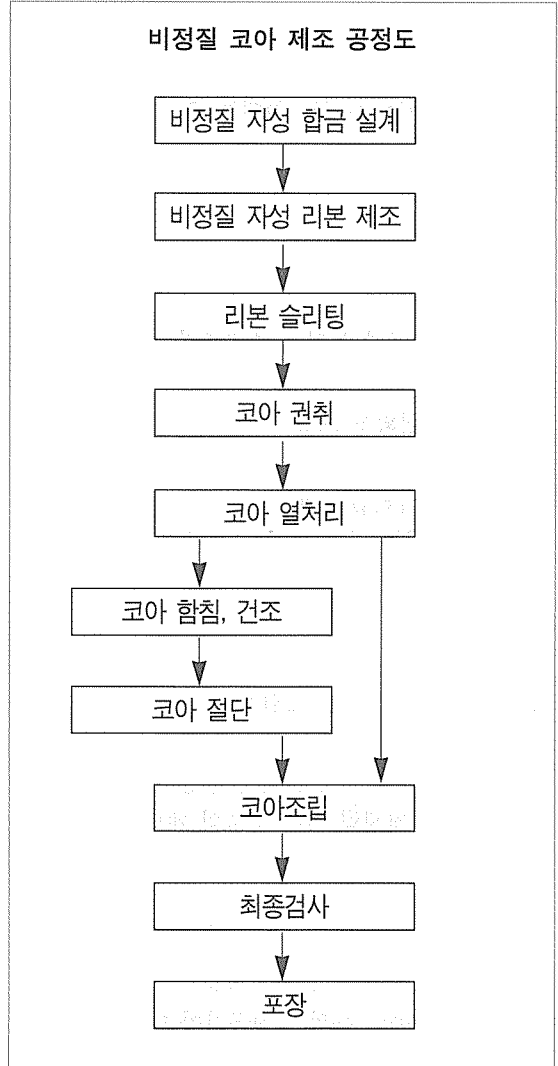 비정질 코아 제조 공정도
비정질 자성 합금 설계
비정질 자성 리본 제조
리본 슬리팅
코아 권취
코아 열처리
코아 함침, 건조
코아 절단
코아조립
최종검사
포장